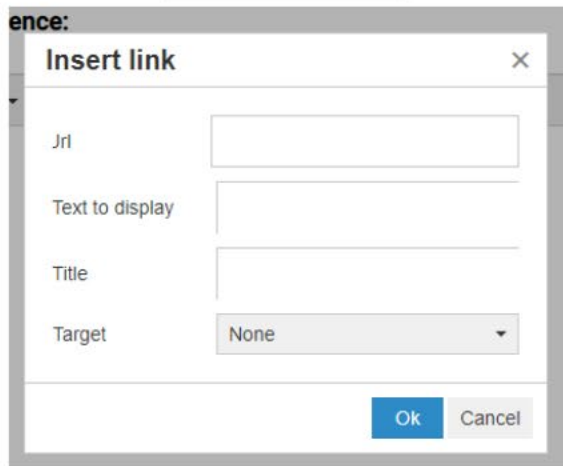 ence:
Insert link
×
Jrl
Text to display
Title
Target None
Ok Cancel